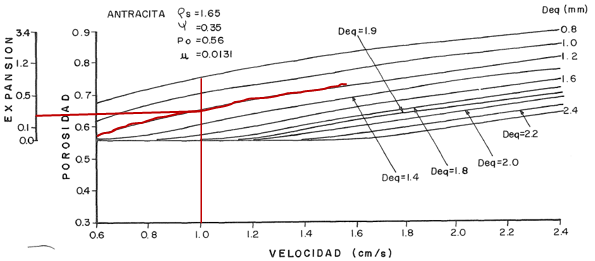 ANTRACITA ρs=1.65
Ψ =0.35
Po=0.56
μ =0.0131
Deq (mm)
EXPANSION
3.4
1.2
0.5
0.1
0.0
POROSIDAD
0.9
0.8
0.7
0.6
0.5
0.4
0.3
Deq=1.9
0.8
1.0
1.2
1.6
2.4
Deq=2.2
Deq=2.0
Deq=1.8
Deq=1.4
0.6 0.8 1.0 1.2 1.4 1.6 1.8 2.0 2.2 2.4
VELOCIDAD (cm/s)